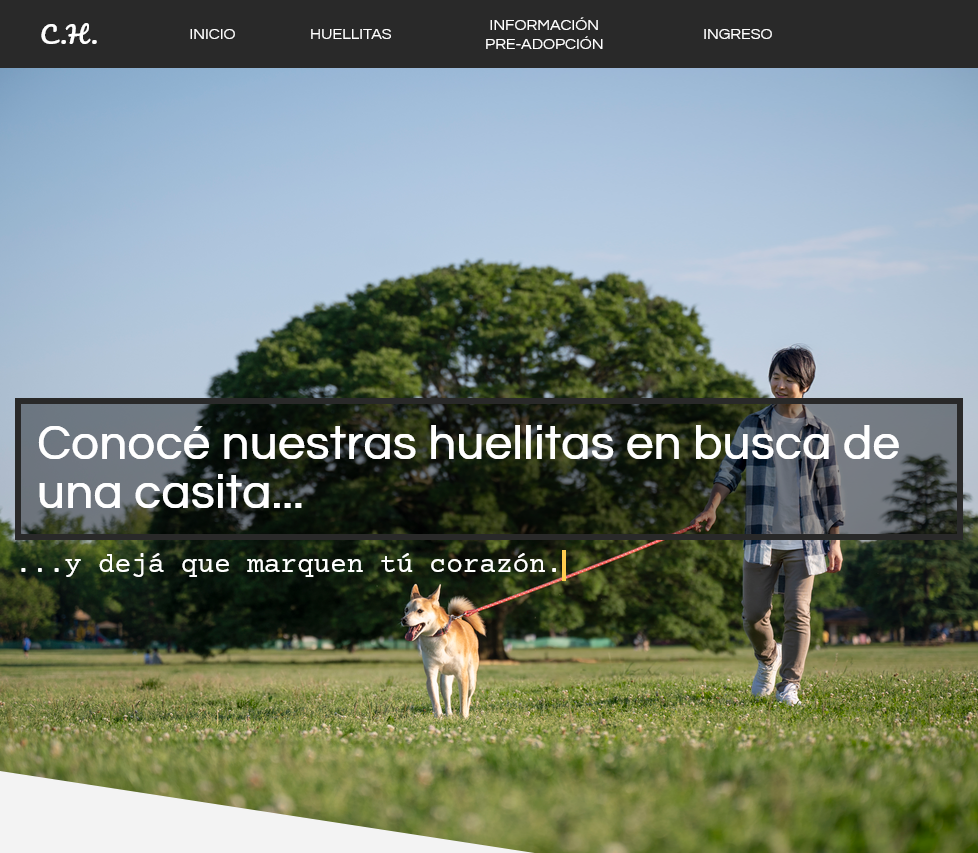 C.H.
INICIO
HUELLITAS
INFORMACIÓN
PRE-ADOPCIÓN
INGRESO
Conocé nuestras huellitas en busca de
una casita...
...y dejá que marquen tú corazón.